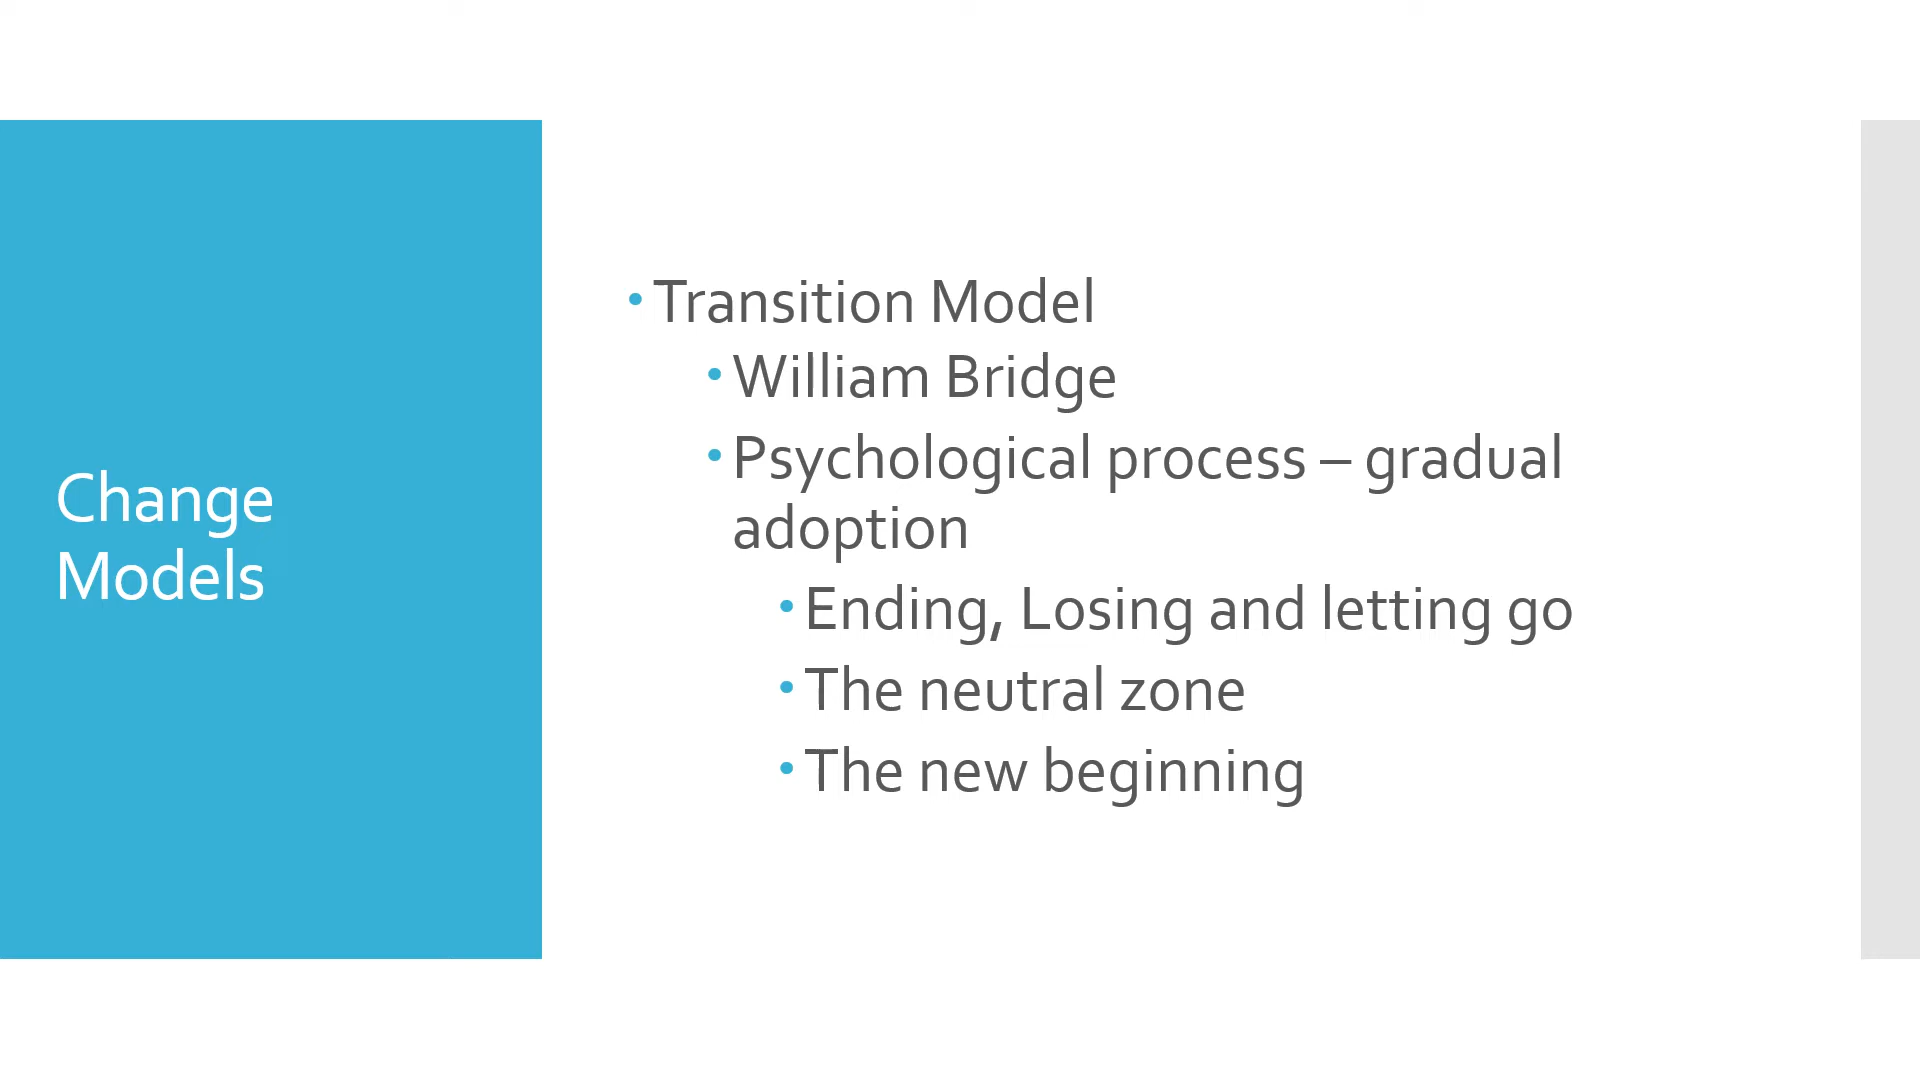 Change
Models
• Transition Model
• William Bridge
• Psychological process – gradual
adoption
• Ending, Losing and letting go
• The neutral zone
• The new beginning